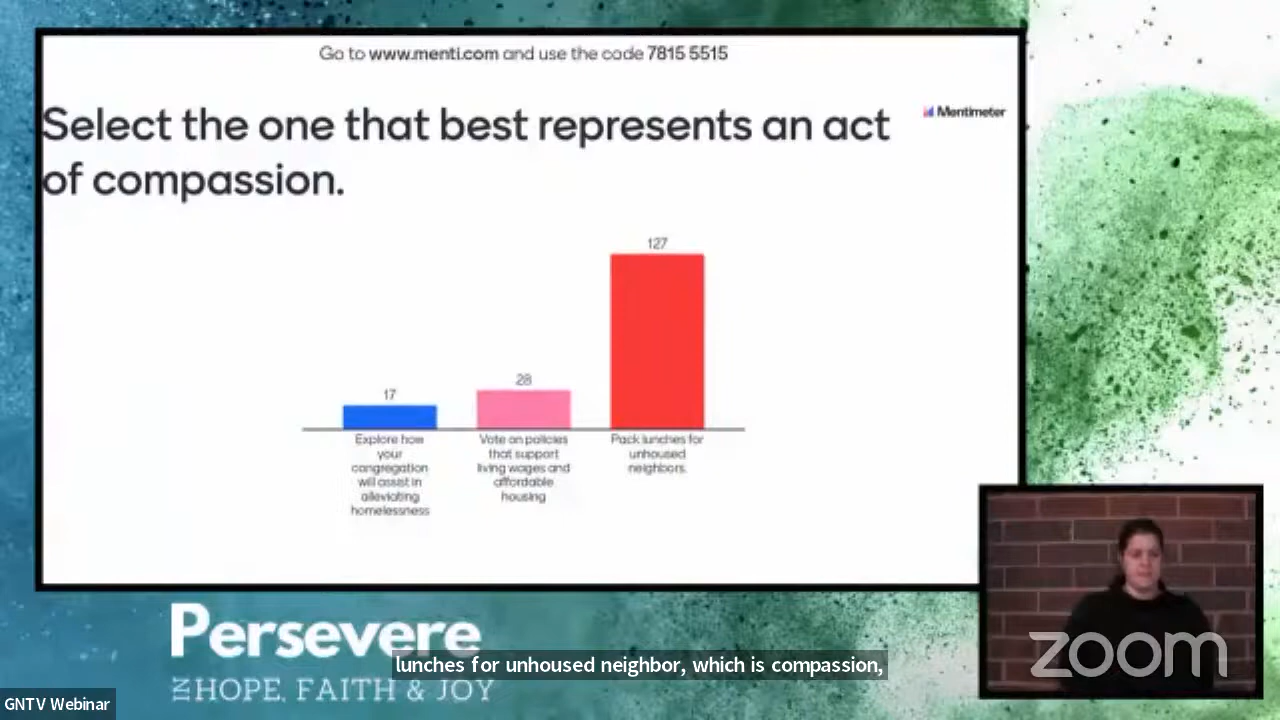 Go to www.menti.com and use the code 7815 5515
Mentimeter
Select the one that best represents an act
of compassion.
17
28
127
Explore how
your
congregation
will assist in
alleviating
homelessness
Vote on policies
that support
living wages and
affordable
housing
Pack lunches for
unhoused
neighbors.
Persevere
IN HOPE, FAITH & JOY
lunches for unhoused neighbor, which is compassion,
GNTV Webinar
zoom